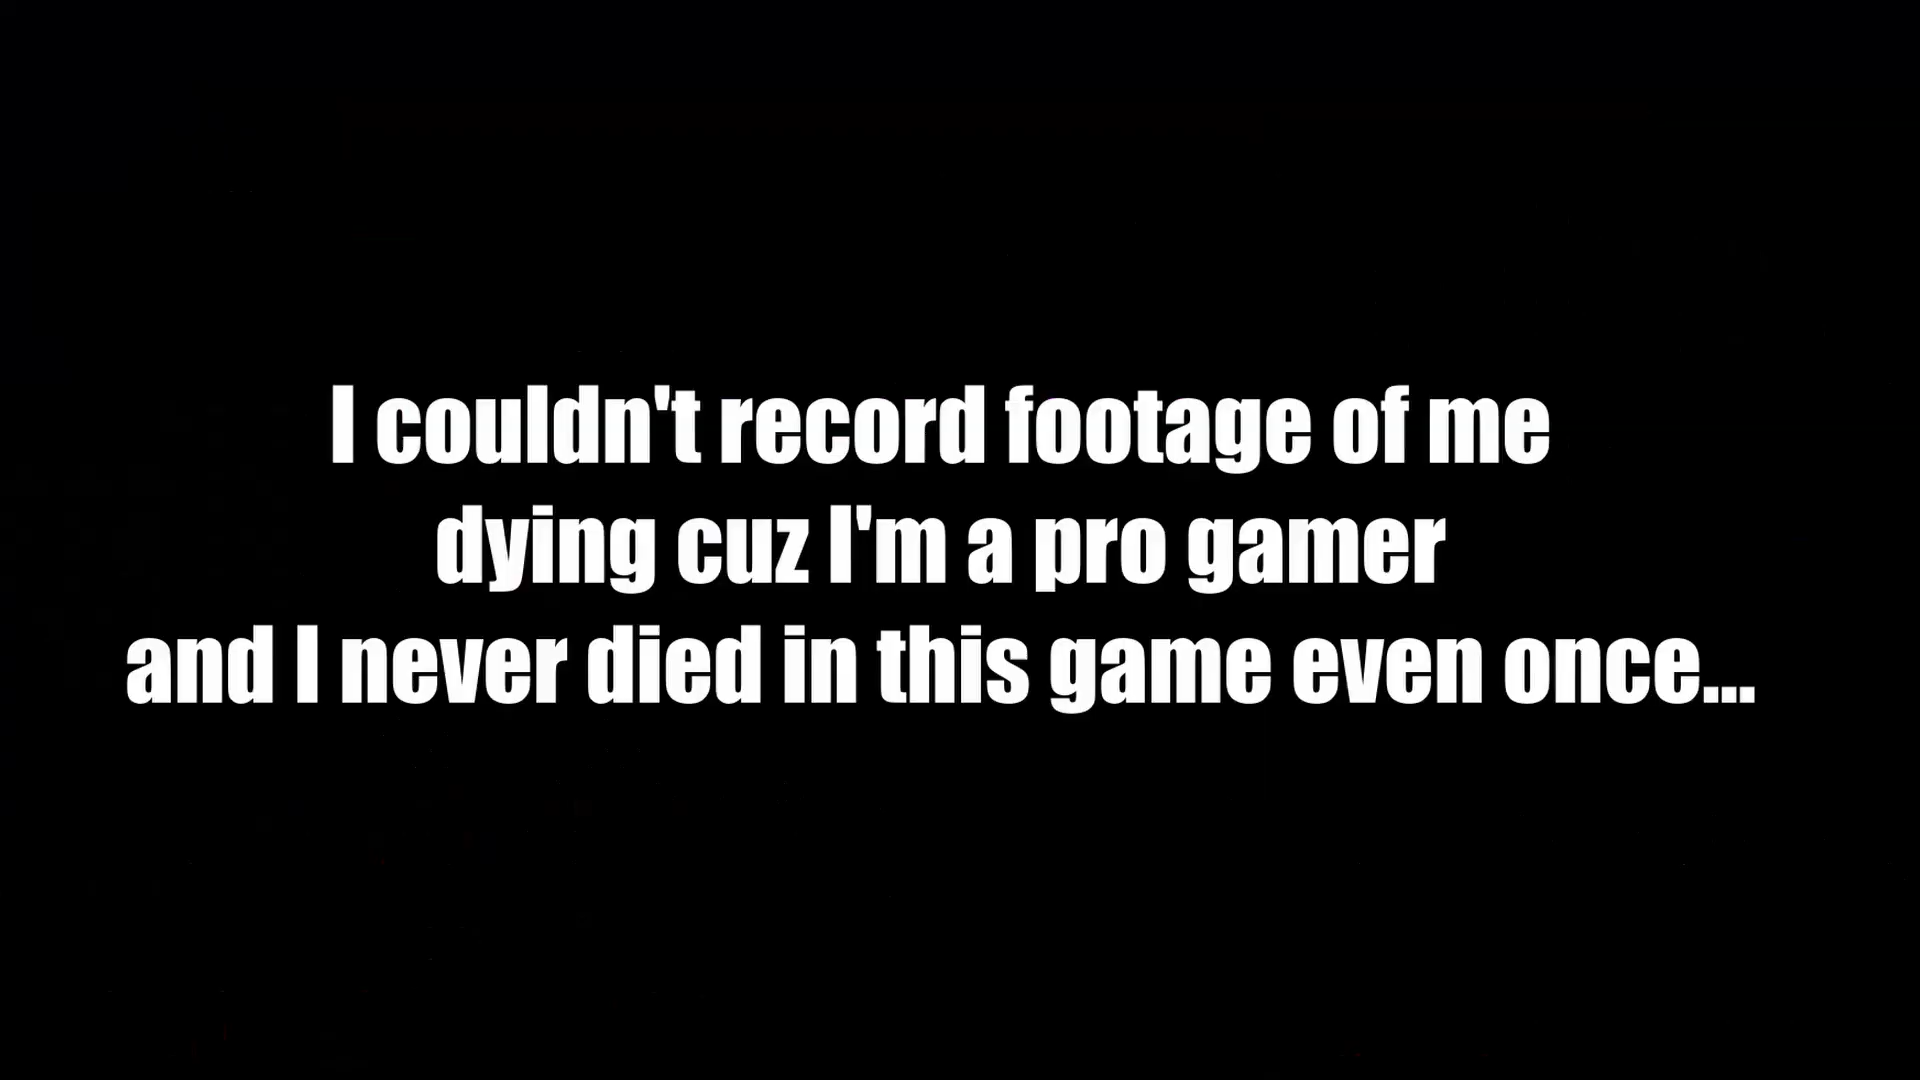 I couldn't record footage of me
dying cuz I'm a pro gamer
and I never died in this game even once...